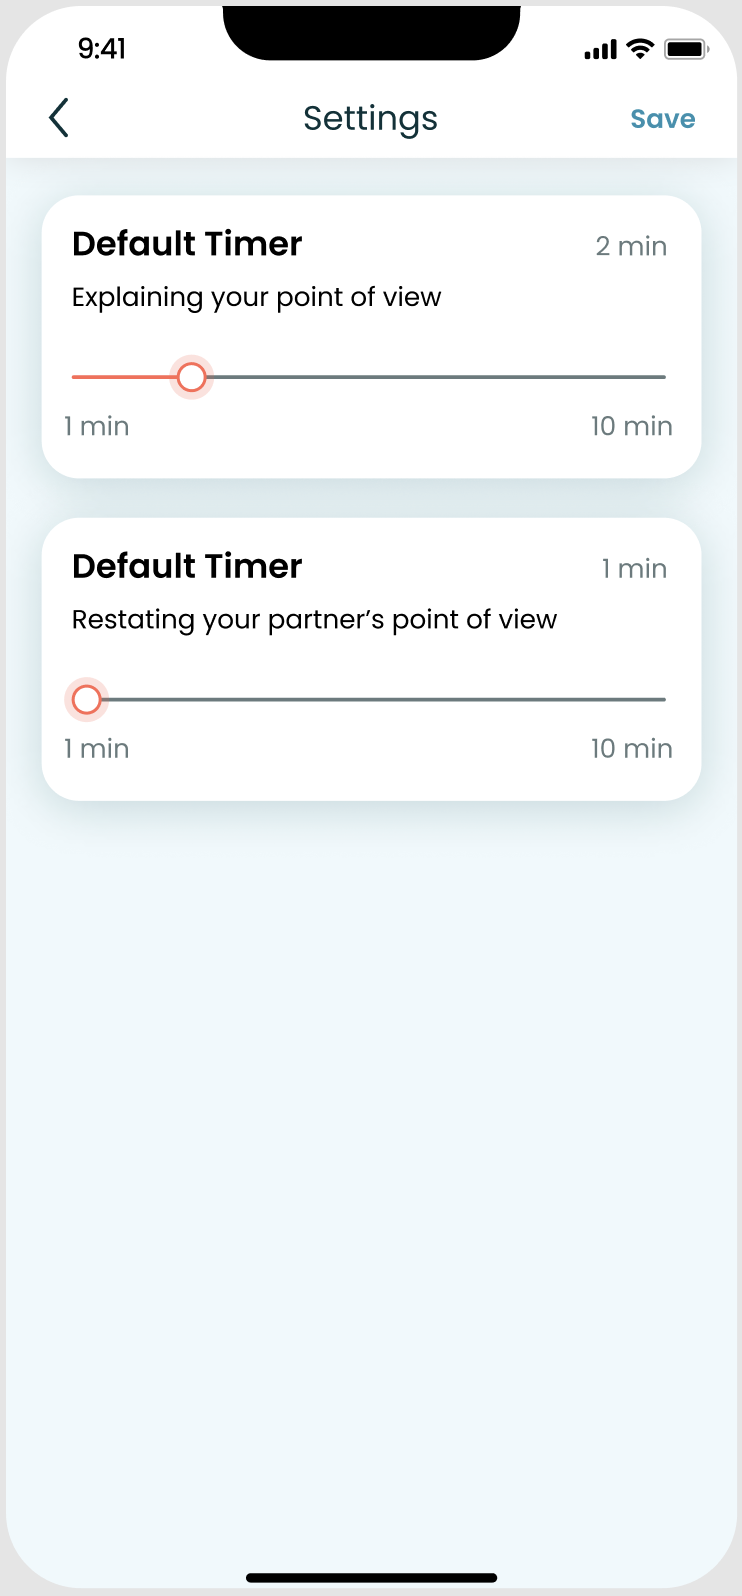 9:41
Settings
Save
Default Timer
2 min
Explaining your point of view
1 min
10 min
Default Timer
1 min
Restating your partner’s point of view
1 min
10 min